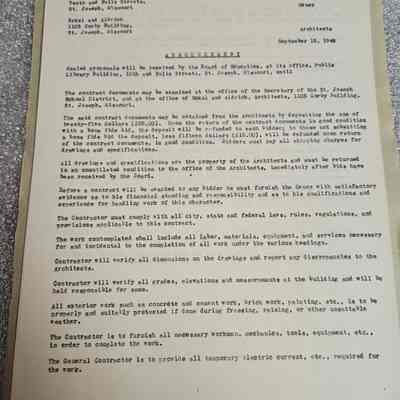 Tenth and Felix Streets,
St. Joseph, Missouri
Owner
Eckel and Aldrich
1105 Corby Building,
St. Joseph, Missouri
Architects
September 15, 194
ANNOUNCEMENT
Sealed proposals will be received by the Board of Education, at its office, Public
Library Building, 10th and Felix Streets, St. Joseph, Missouri, until
The contract documents may be examined at the office of the Secretary of the St. Joseph
School District, and at the office of Eckel and Aldrich, architects, 1105 Corby Building,
St. Joseph, Missouri.
The said contract documents may be obtained from the Architects by depositing the sum of
twenty-five dollars ($25.00). Upon the return of the contract documents in good condition
with a bona fide bid, the deposit will be refunded to each bidder; to those not submitting
a bona fide bid the deposit, less fifteen dollars ($15.00) will be refunded upon return
of the contract documents, in good condition. Bidders must pay all shipping charges for
drawings and specifications.
All drawings and specifications are the property of the Architects and must be returned
in an unmutilated condition to the office of the Architects, immediately after bids have
been received by the Board.
Before a contract will be awarded to any bidder he must furnish the Owner with satisfactory
evidence as to his financial standing and responsibility and as to his qualifications and
experience for handling work of this character.
The Contractor must comply with all city, state and federal laws, rules, regulations, and
provisions applicable to this contract.
The work contemplated shall include all labor, materials, equipment, and services necessary
for and incidental to the completion of all work under the various headings.
Contractor will verify all dimensions on the drawings and report any discrepancies to the
architects.
Contractor will verify all grades, elevations and measurements at the building and will be
held responsible for same.
All exterior work such as concrete and cement work, brick work, painting, etc., is to be
properly and suitably protected if done during freezing, raining, or other unsuitable
weather.
The Contractor is to furnish all necessary workmen, mechanics, tools, equipment, etc.,
in order to complete the work.
The General Contractor is to provide all temporary electric current, etc., required for
the work.